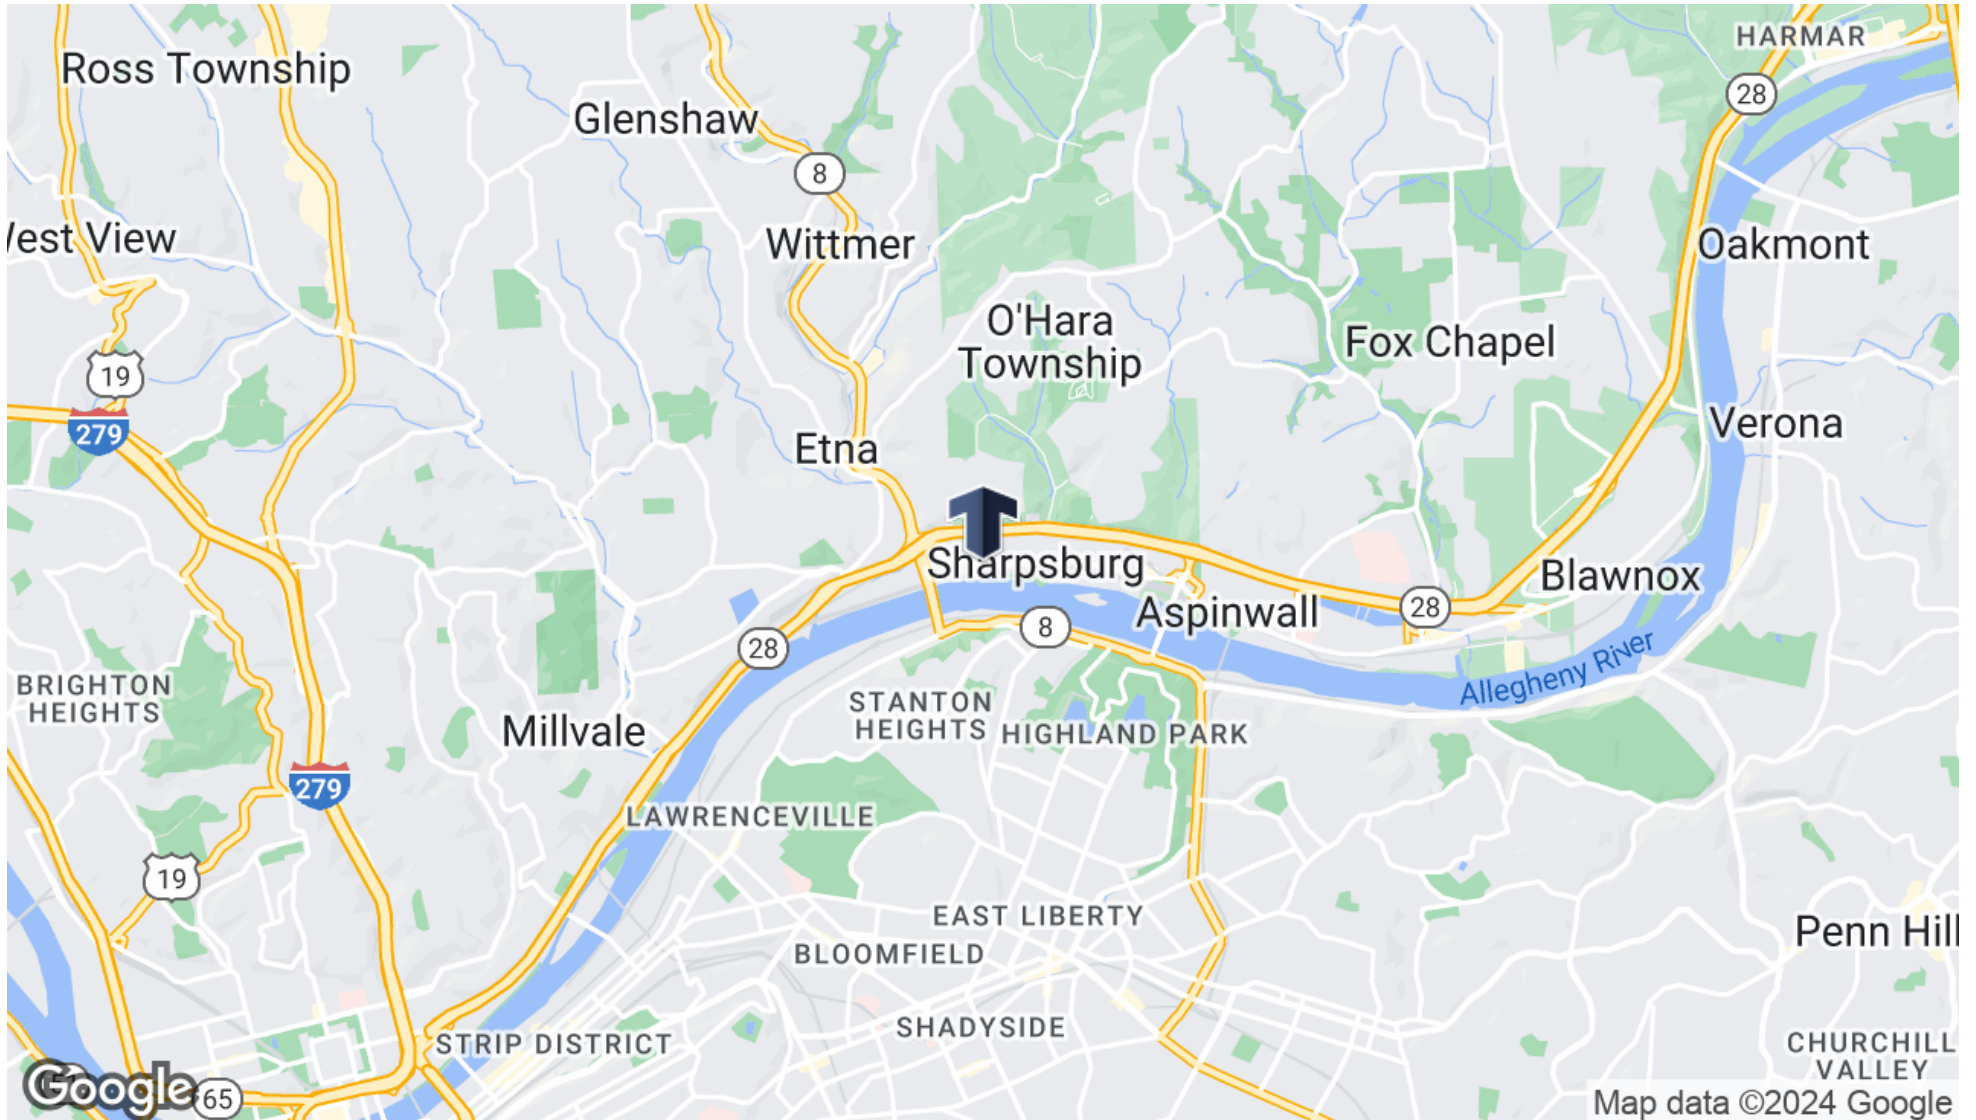 HARMAR
Ross Township
28
Glenshaw
8
West View
Wittmer
Oakmont
O'Hara
Township
Fox Chapel
19
279
Verona
Etna
Sharpsburg
Blawnox
Aspinwall
28
8
28
Allegheny River
BRIGHTON
HEIGHTS
STANTON
HEIGHTS
HIGHLAND PARK
Millvale
279
LAWRENCEVILLE
19
EAST LIBERTY
Penn Hill
BLOOMFIELD
SHADYSIDE
STRIP DISTRICT
CHURCHILL
VALLEY
Google
65
Map data ©2024 Google